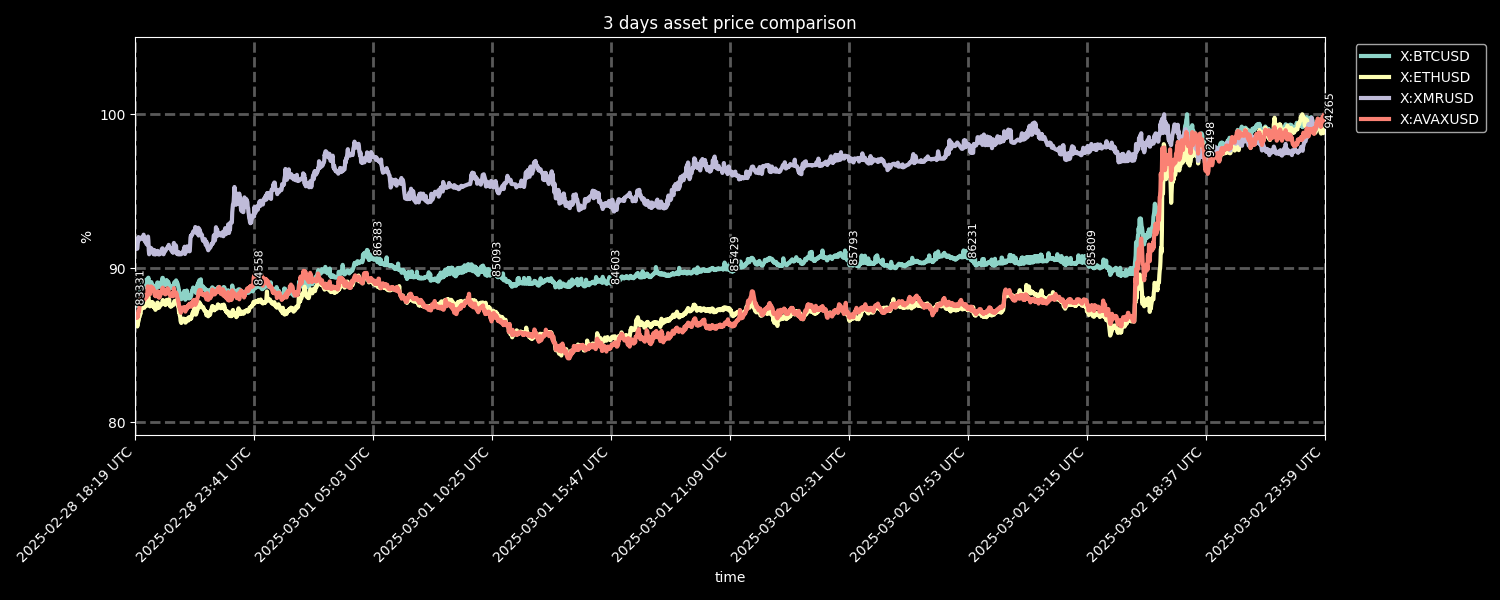 3 days asset price comparison
X:BTCUSD
X:ETHUSD
X:XMRUSD
X:AVAXUSD
%
100
90
80
83331
84558
86383
85093
84603
85429
85793
86231
85809
92498
94265
2025-02-28 18:19 UTC
2025-02-28 23:41 UTC
2025-03-01 05:03 UTC
2025-03-01 10:25 UTC
2025-03-01 15:47 UTC
2025-03-01 21:09 UTC
2025-03-02 02:31 UTC
2025-03-02 07:53 UTC
2025-03-02 13:15 UTC
2025-03-02 18:37 UTC
2025-03-02 23:59 UTC
time